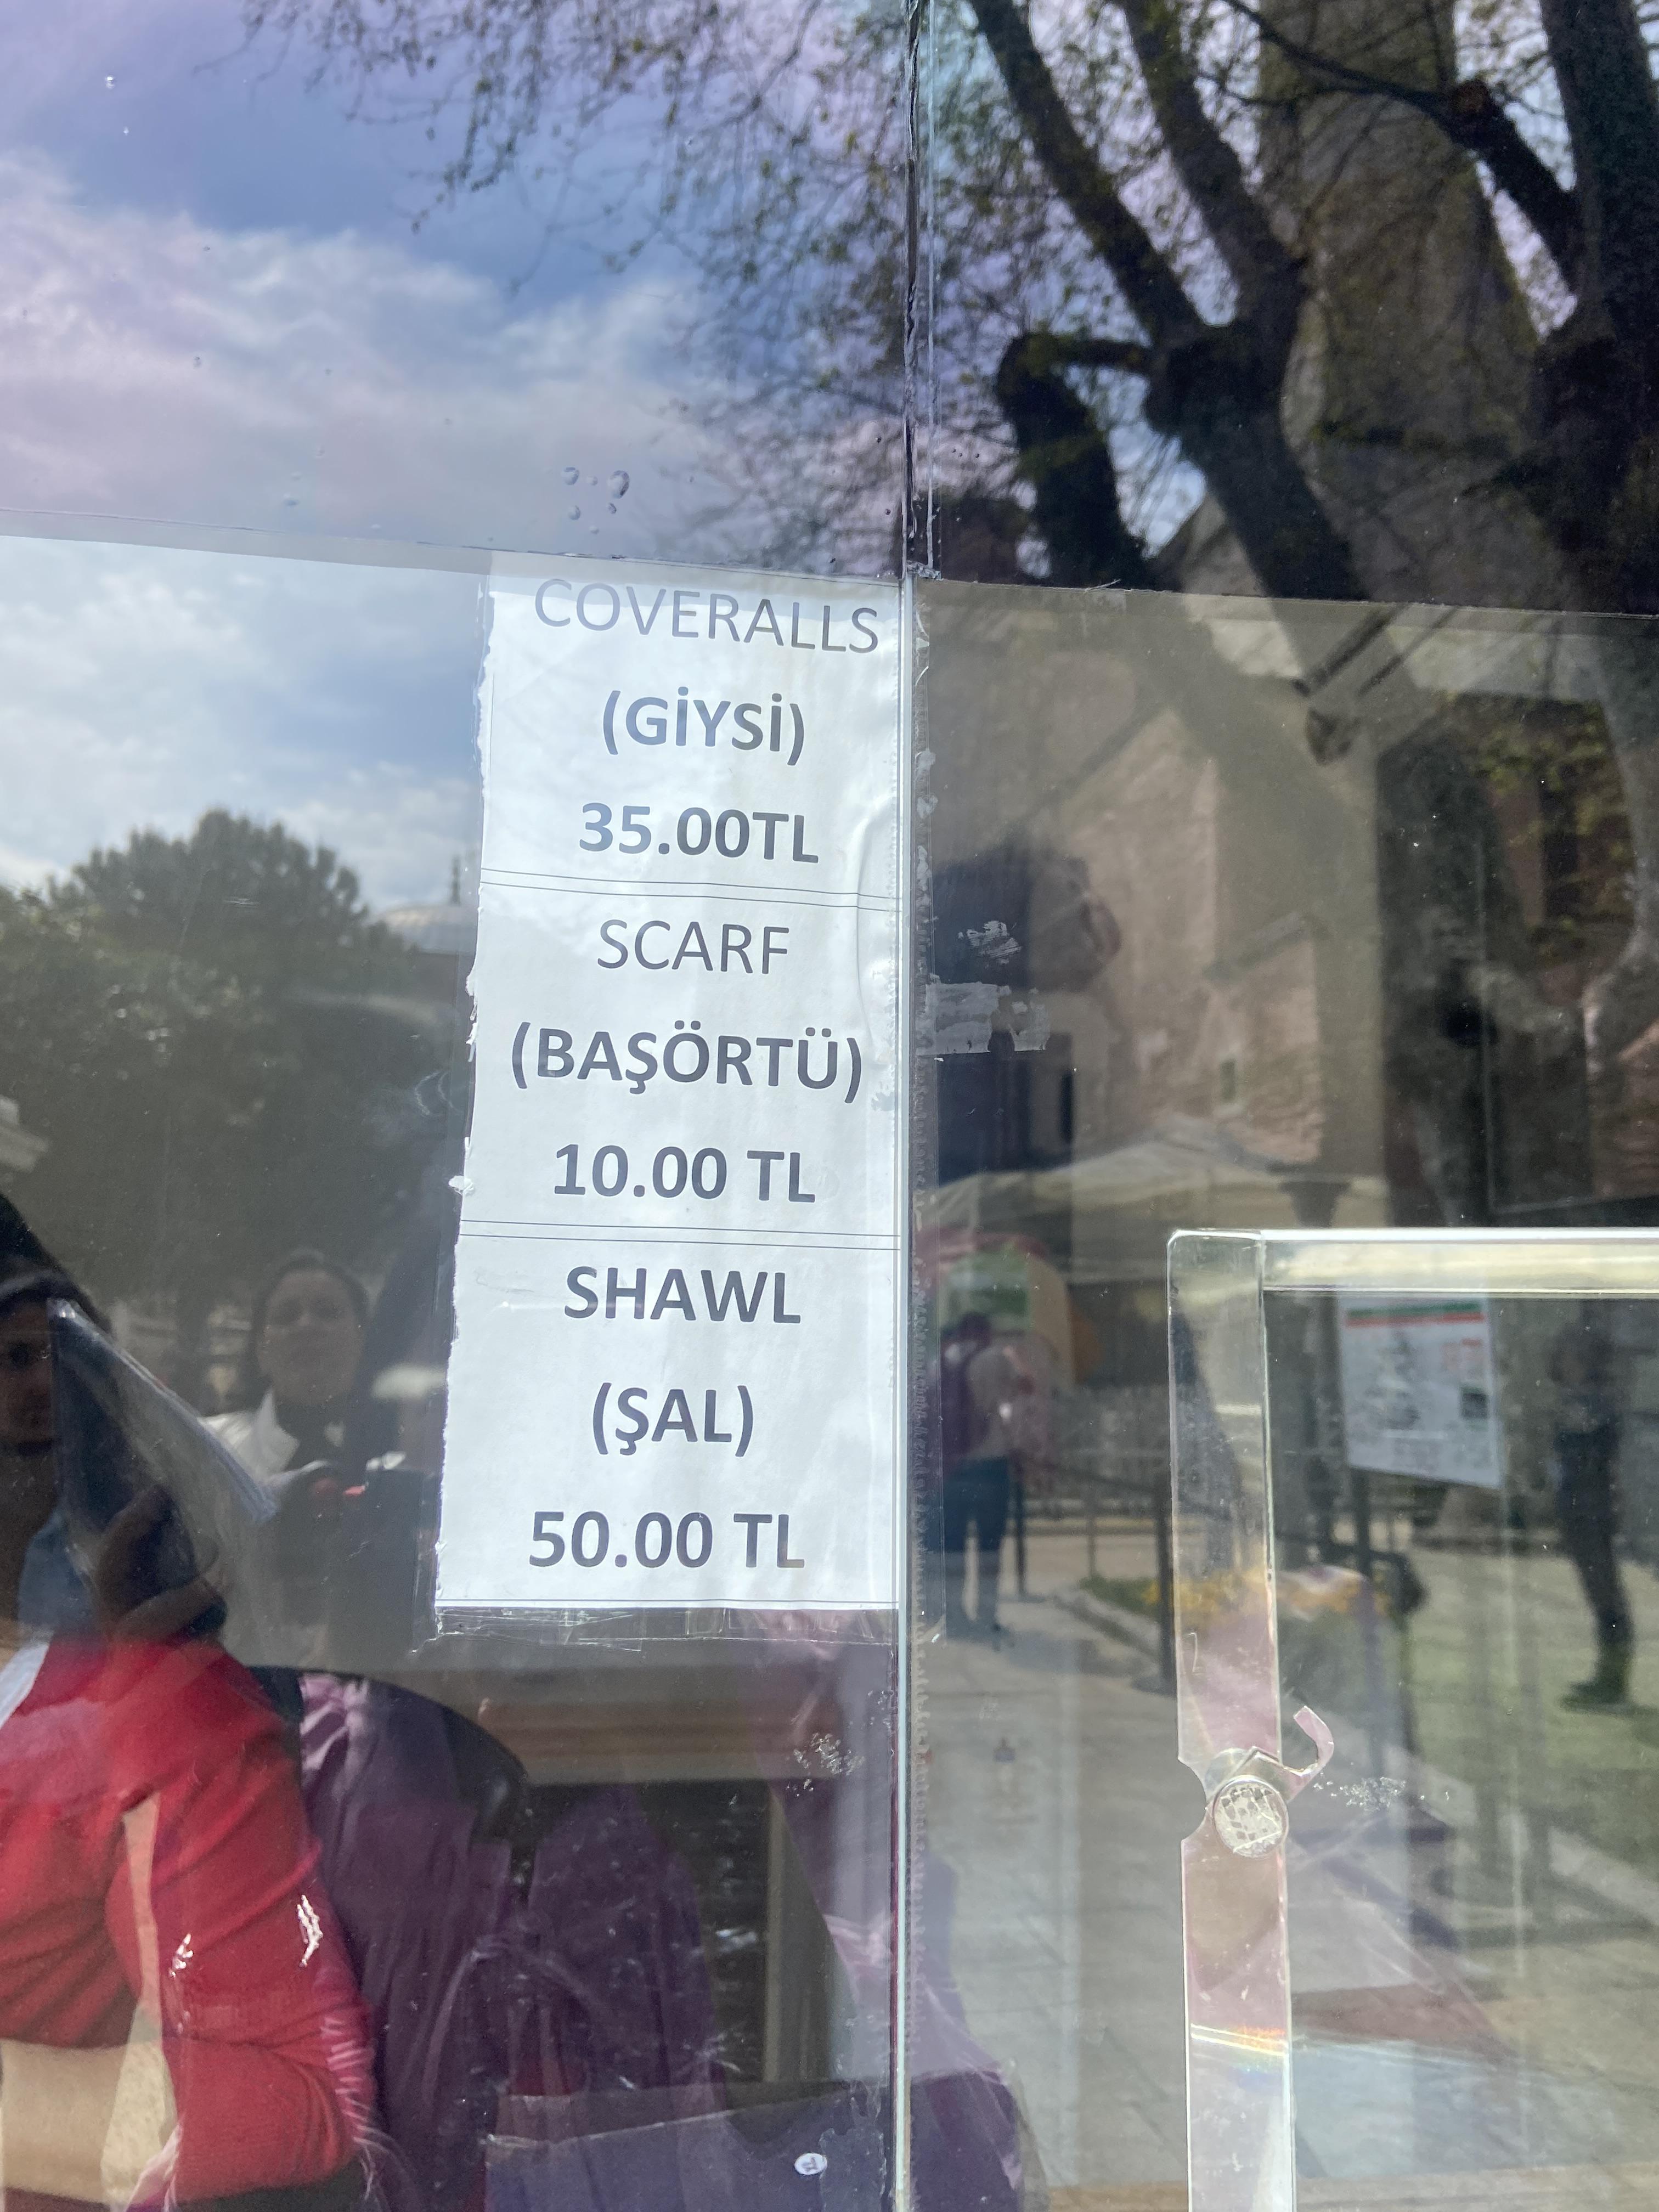 COVERALLS
(GİYSİ)
35.00TL
SCARF
(BAŞÖRTÜ)
10.00 TL
SHAWL
(ŞAL)
50.00 TL